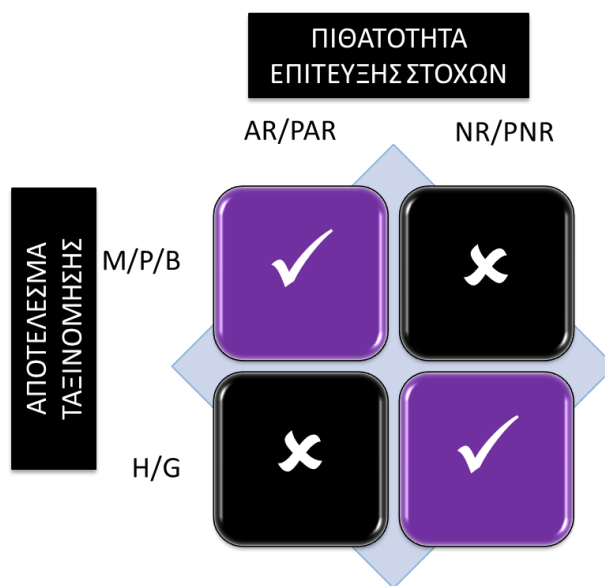 ΠΙΘΑΤΟΤΗΤΑ
ΕΠΙΤΕΥΞΗΣ ΣΤΟΧΩΝ
AR/PAR
NR/PNR
ΑΠΟΤΕΛΕΣΜΑ
ΤΑΞΙΝΟΜΗΣΗΣ
M/P/B
H/G